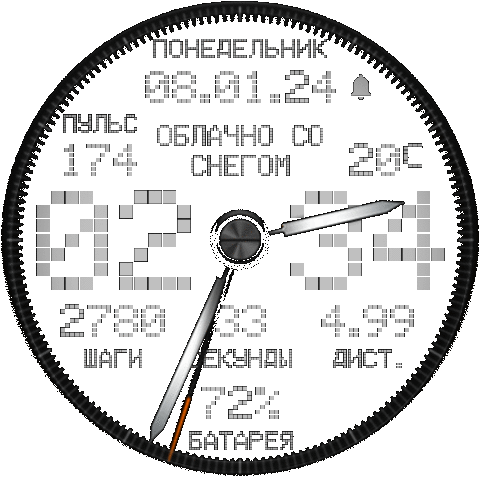 ПОНЕДЕЛЬНИК
08.01.24
ПУЛЬС
174
ОБЛАЧНО СО
СНЕГОМ
20C
02 34
2780 33 4.99
ШАГИ ЕКУНДЫ ДИСТ.
72%
БАТАРЕЯ